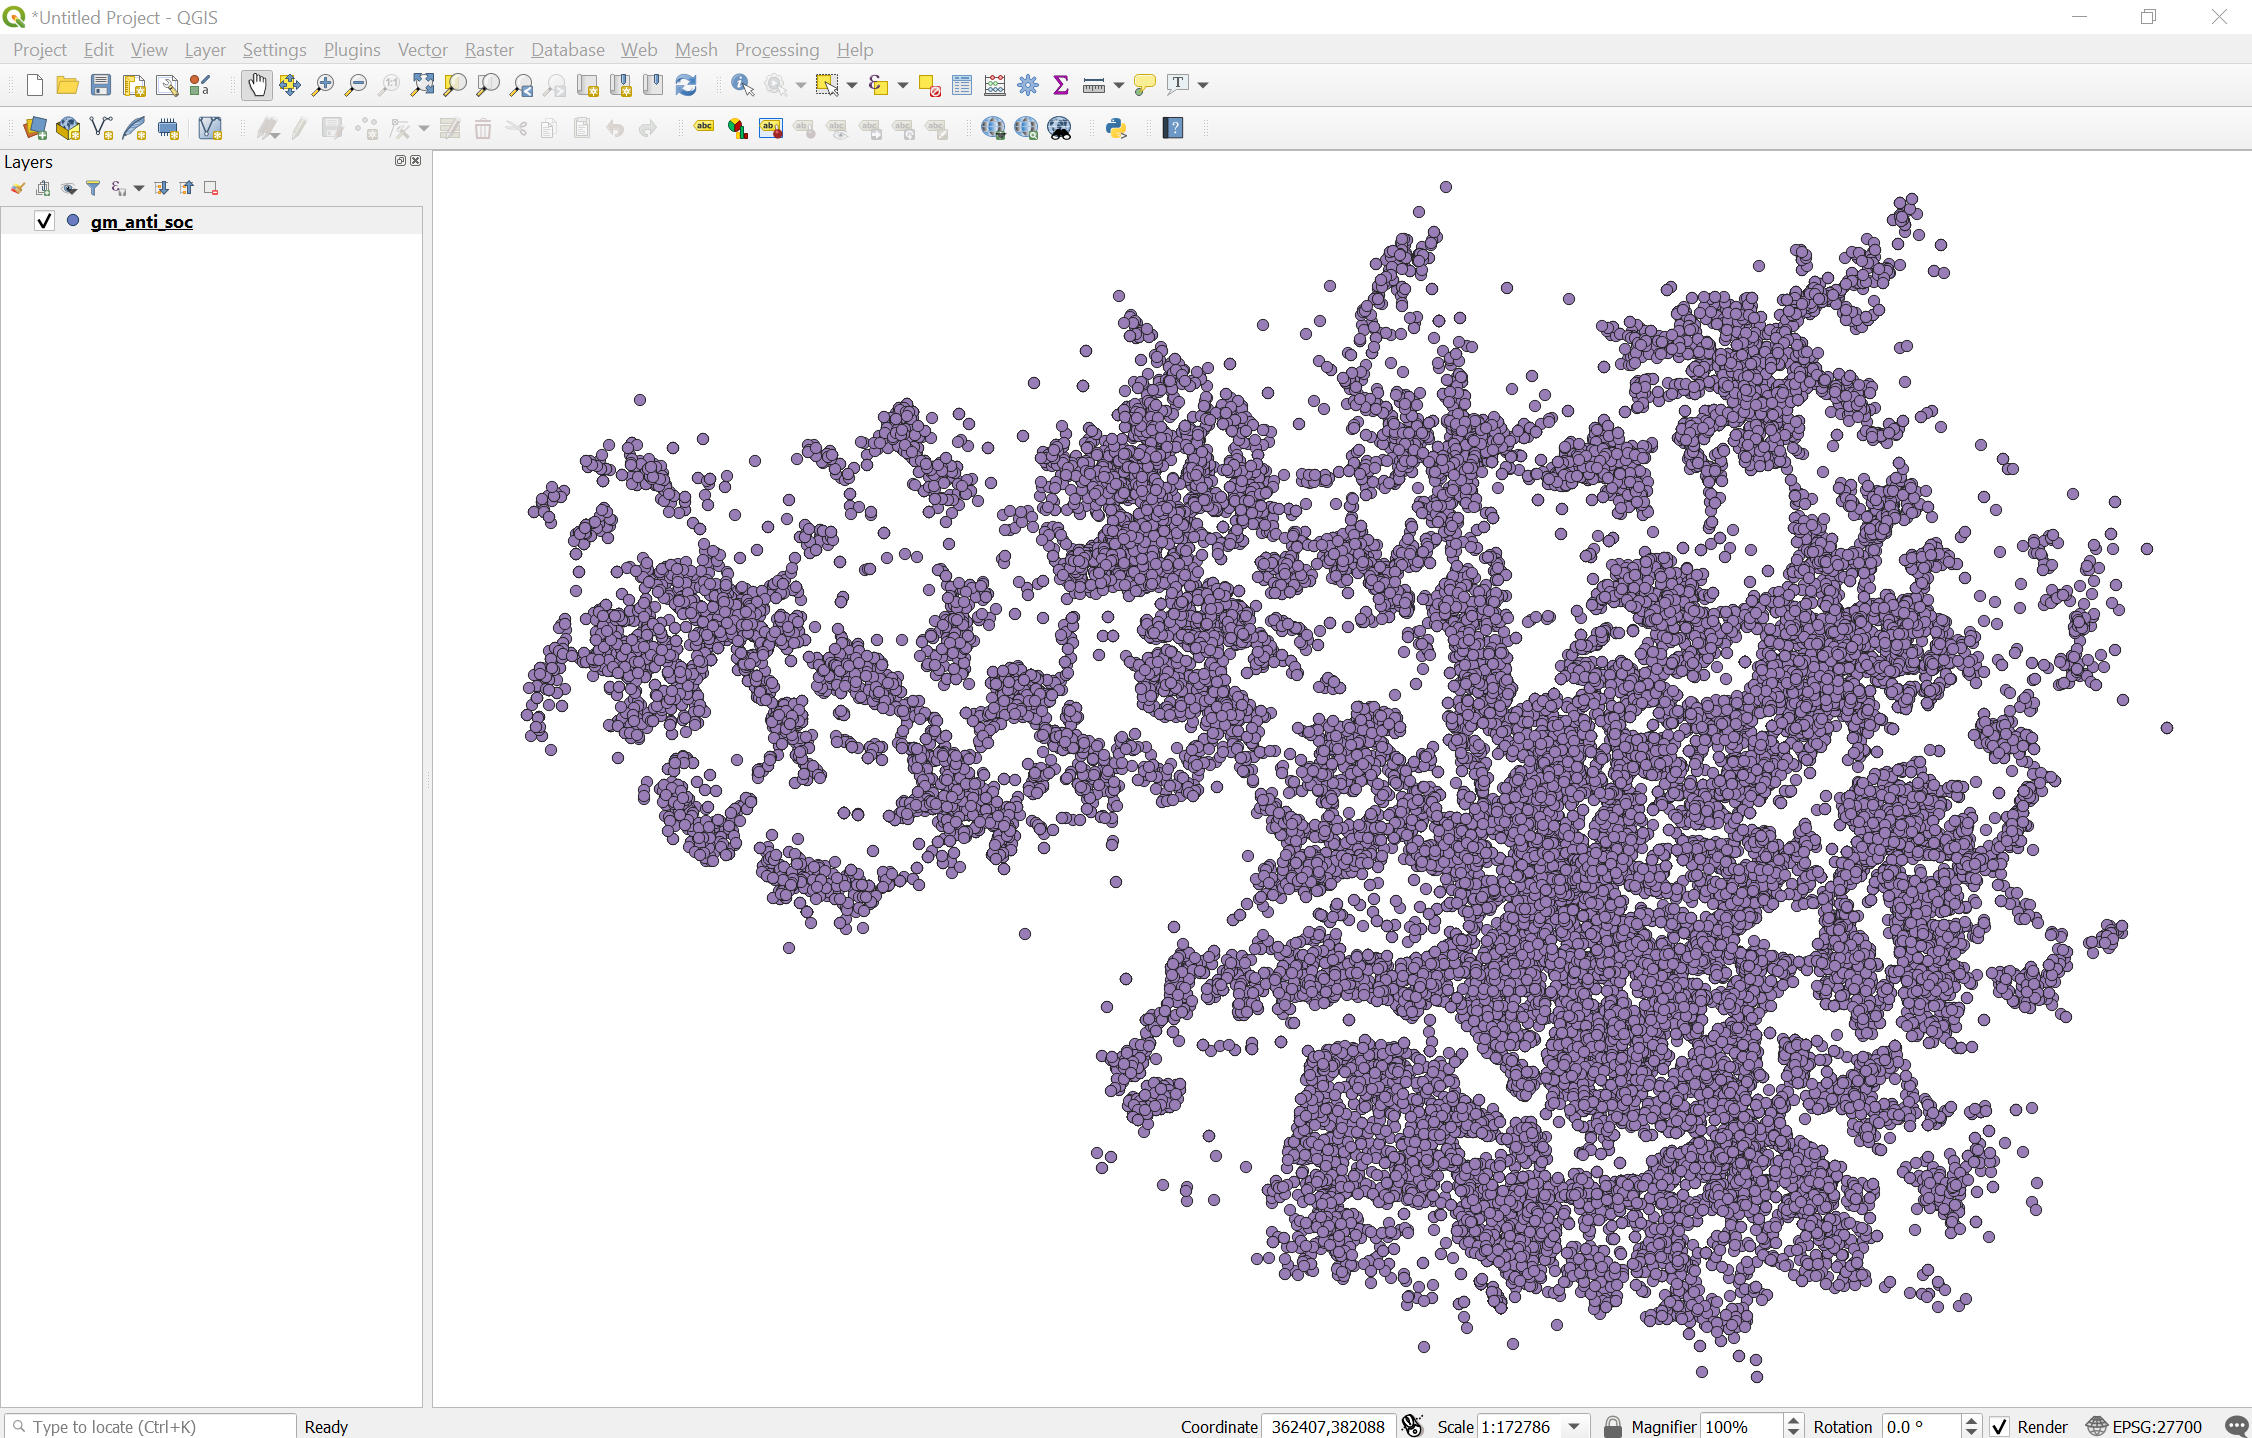 *Untitled Project - QGIS
Project Edit View Layer Settings Plugins Vector Raster Database Web Mesh Processing Help
Layers
gm_anti_soc
Type to locate (Ctrl+K) Ready Coordinate 362407,382088 Scale 1:172786 Magnifier 100% Rotation 0.0 ° Render EPSG:27700